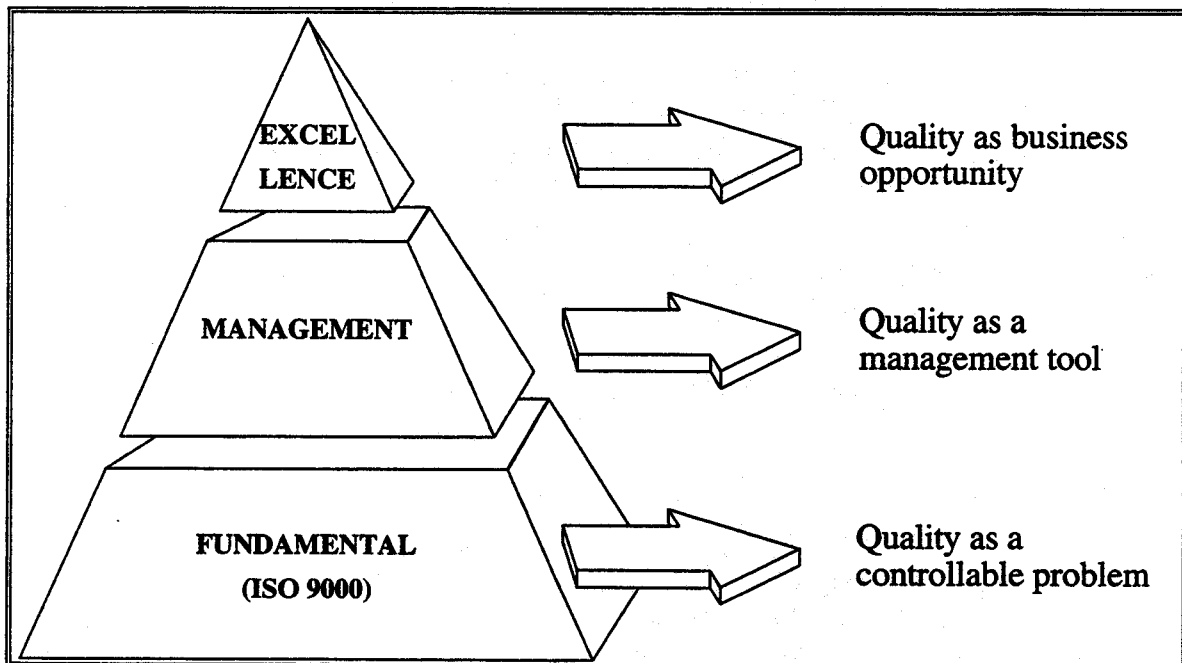 EXCEL
LENCE
Quality as business
opportunity
MANAGEMENT
Quality as a
management tool
FUNDAMENTAL
(ISO 9000)
Quality as a
controllable problem